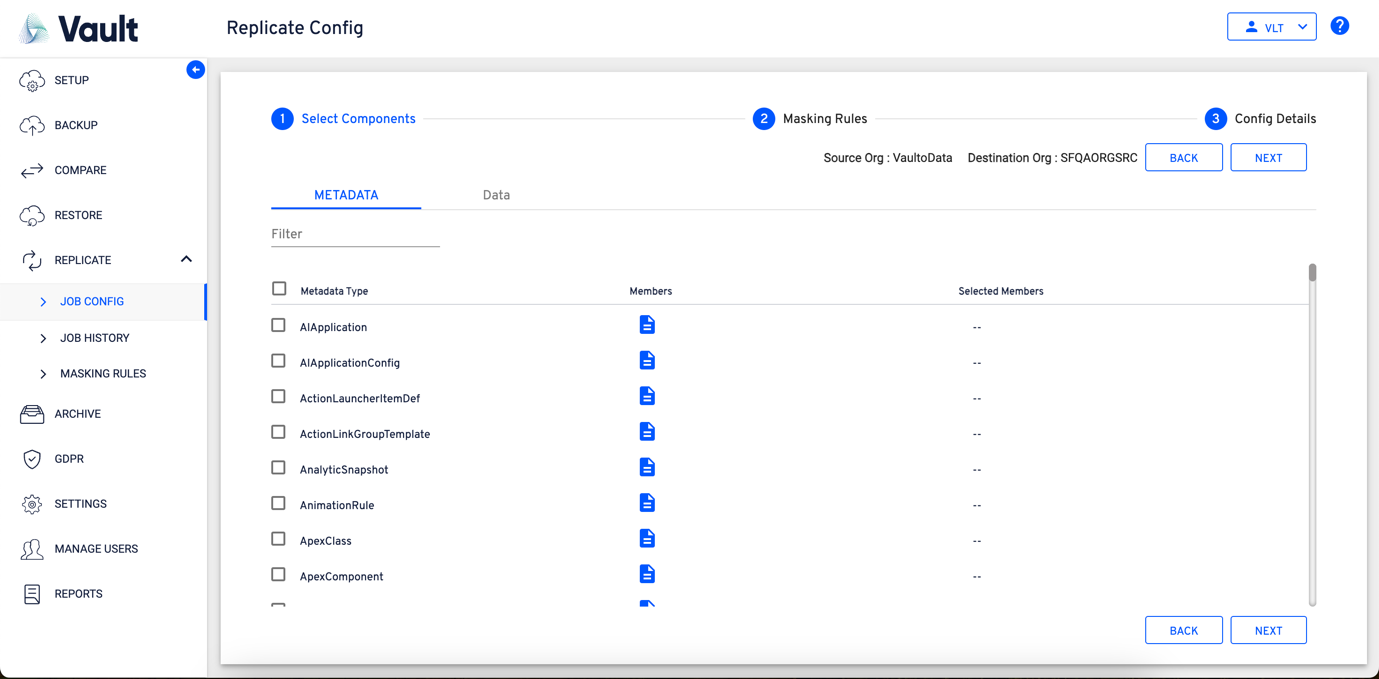 Vault
Replicate Config
VLT
?
SETUP
BACKUP
COMPARE
RESTORE
REPLICATE
JOB CONFIG
JOB HISTORY
MASKING RULES
ARCHIVE
GDPR
SETTINGS
MANAGE USERS
REPORTS
1 Select Components
2 Masking Rules
3 Config Details
Source Org : VaultoData Destination Org : SFQAORGSRC BACK NEXT
METADATA Data
Filter
Metadata Type Members Selected Members
AIApplication --
AIApplicationConfig --
ActionLauncherItemDef --
ActionLinkGroupTemplate --
AnalyticSnapshot --
AnimationRule --
ApexClass --
ApexComponent --
BACK NEXT